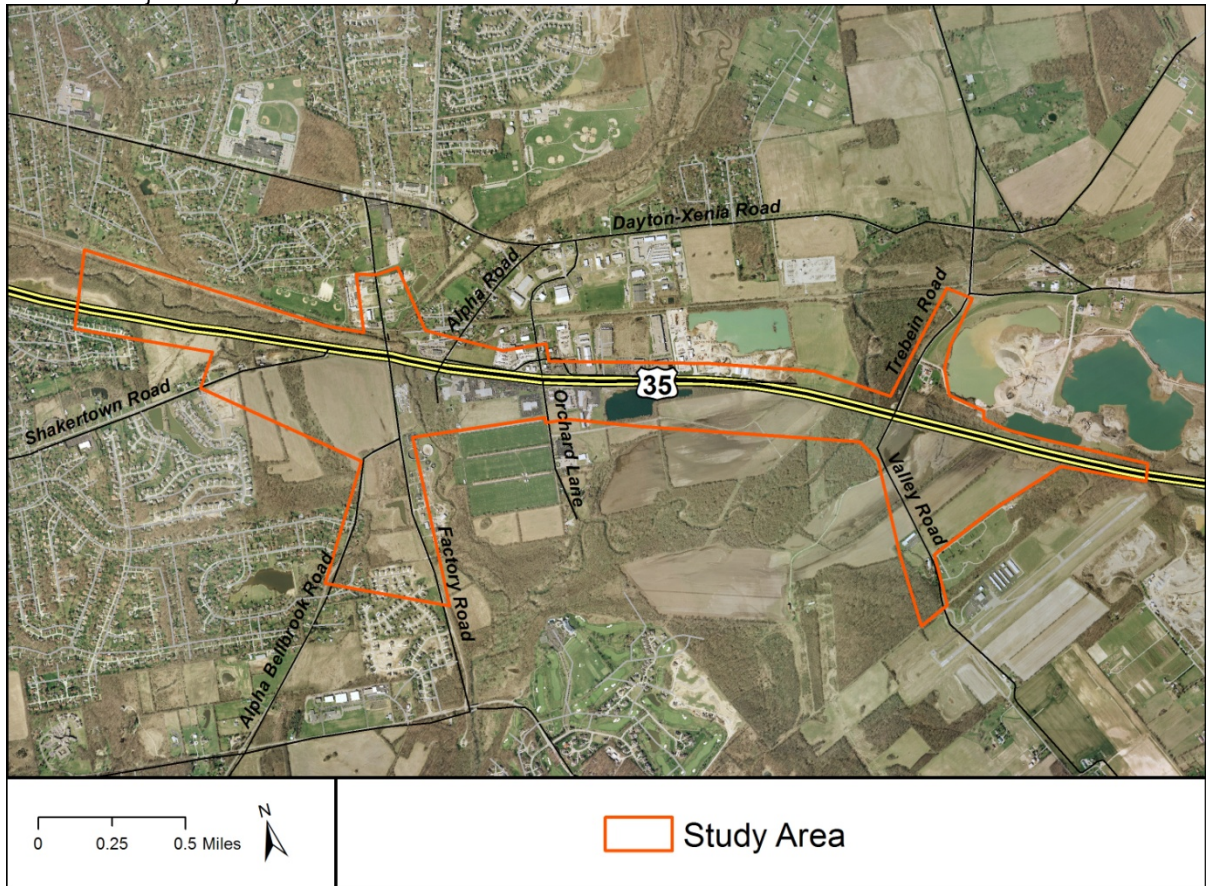 Dayton-Xenia Road
Alpha Road
Trebein Road
35
Shakertown Road
Orchard Lane
Valley Road
Factory Road
Alpha Bellbrook Road
N
0 0.25 0.5 Miles
Study Area